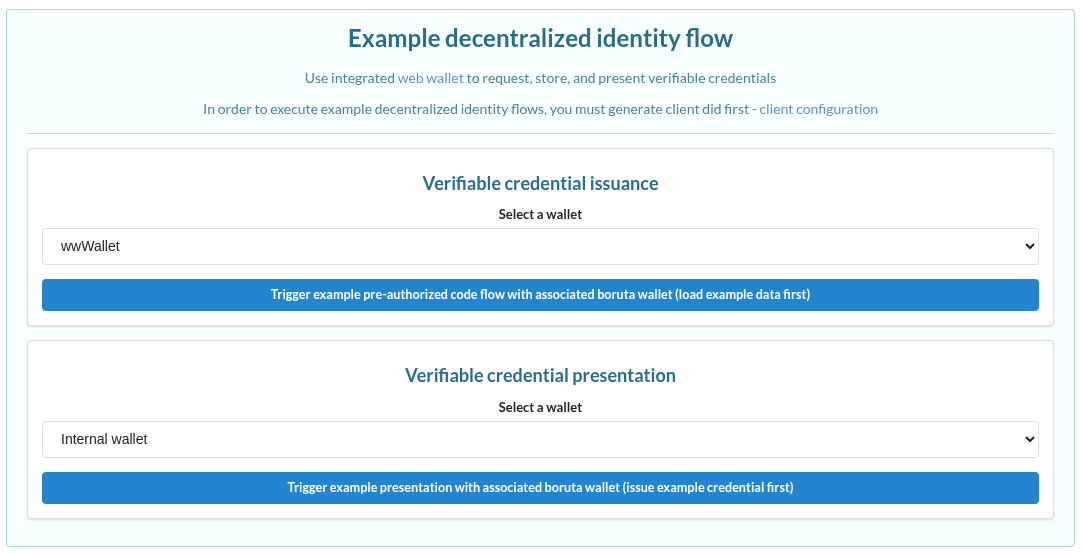 Example decentralized identity flow
Use integrated web wallet to request, store, and present verifiable credentials
In order to execute example decentralized identity flows, you must generate client did first - client configuration
Verifiable credential issuance
Select a wallet
wwWallet
Trigger example pre-authorized code flow with associated boruta wallet (load example data first)
Verifiable credential presentation
Select a wallet
Internal wallet
Trigger example presentation with associated boruta wallet (issue example credential first)